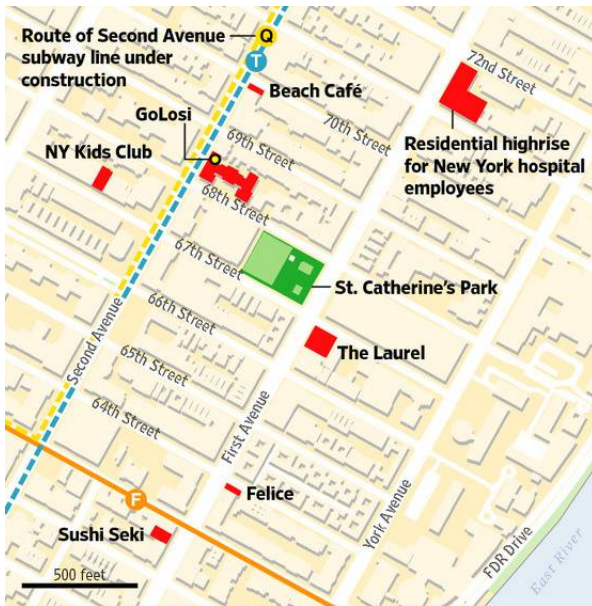 Route of Second Avenue
subway line under
construction
Q
T
Beach Café
72nd Street
GoLosi
70th Street
69th Street
Residential highrise
for New York hospital
employees
NY Kids Club
68th Street
67th Street
St. Catherine's Park
66th Street
Second Avenue
65th Street
The Laurel
64th Street
First Avenue
F
Felice
York Avenue
Sushi Seki
FDR Drive
East River
500 feet